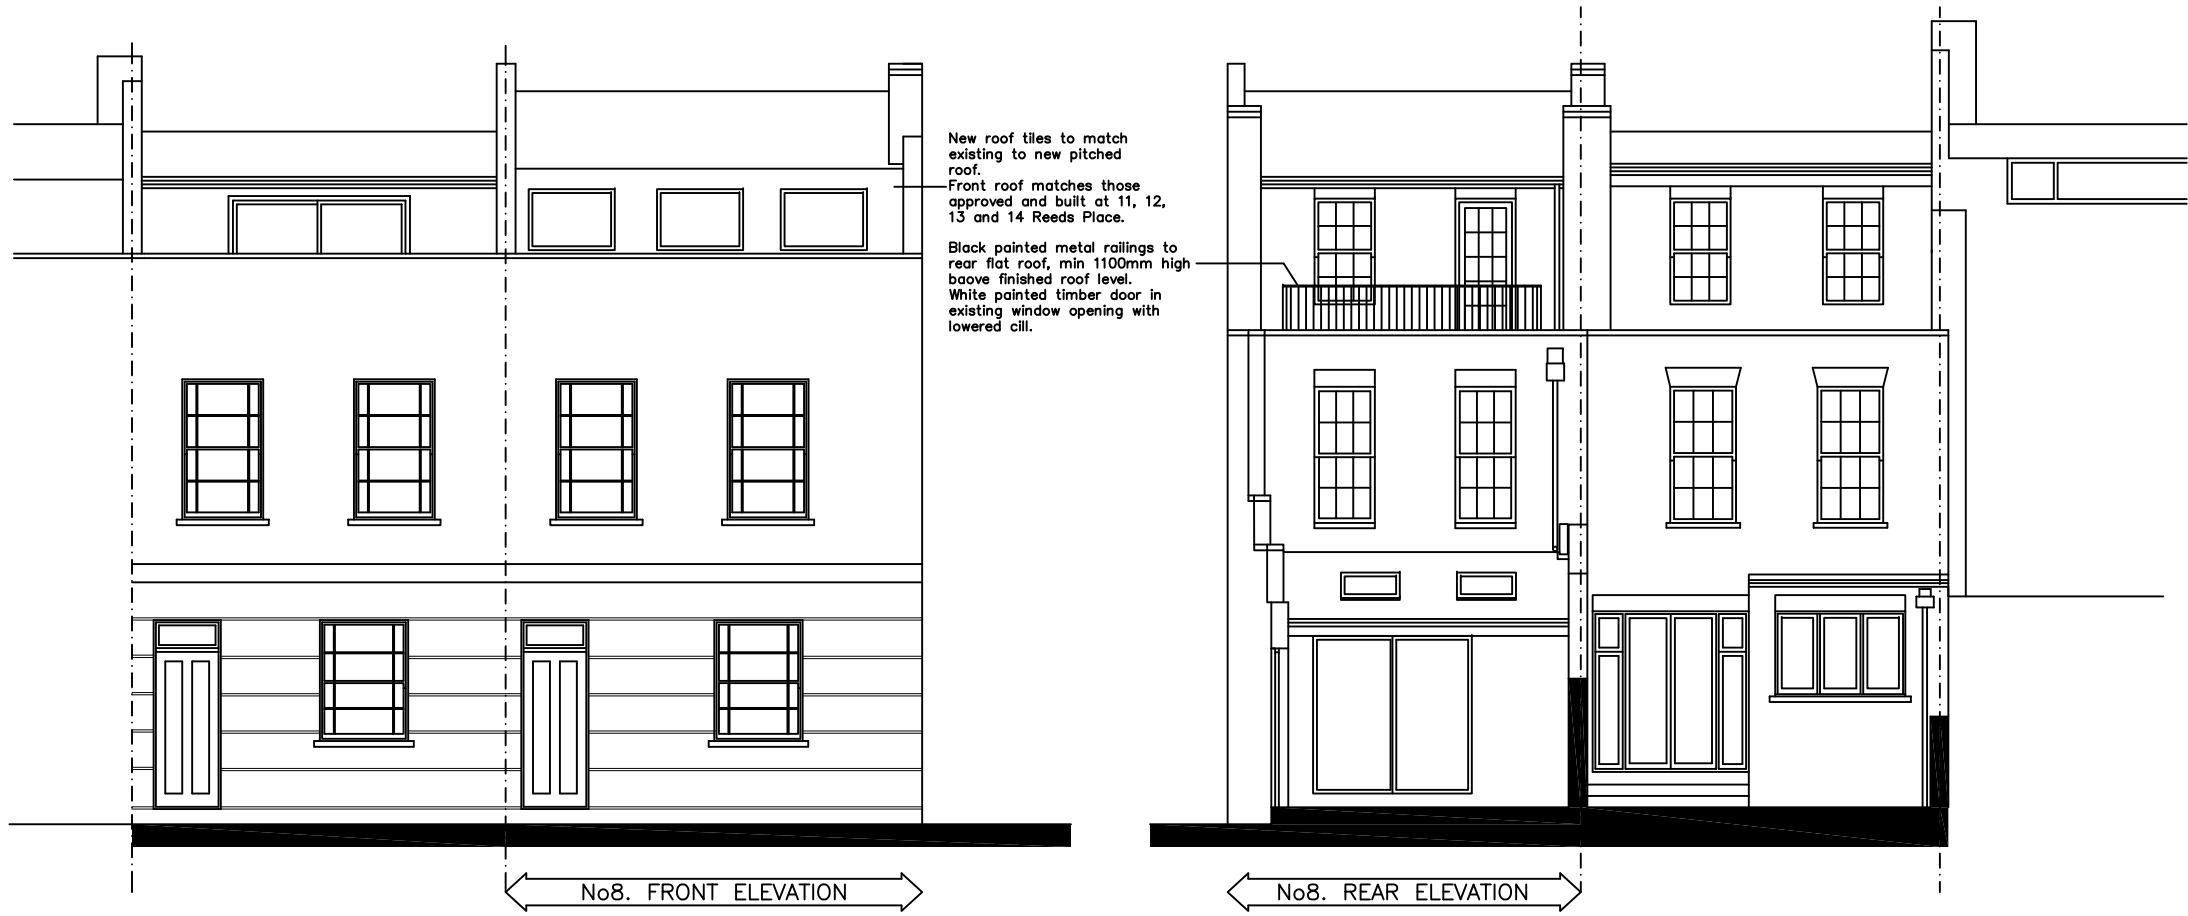 New roof tiles to match
existing to new pitched
roof.
Front roof matches those
approved and built at 11, 12,
13 and 14 Reeds Place.
Black painted metal railings to
rear flat roof, min 1100mm high
baove finished roof level.
White painted timber door in
existing window opening with
lowered cill.
No8. FRONT ELEVATION
No8. REAR ELEVATION